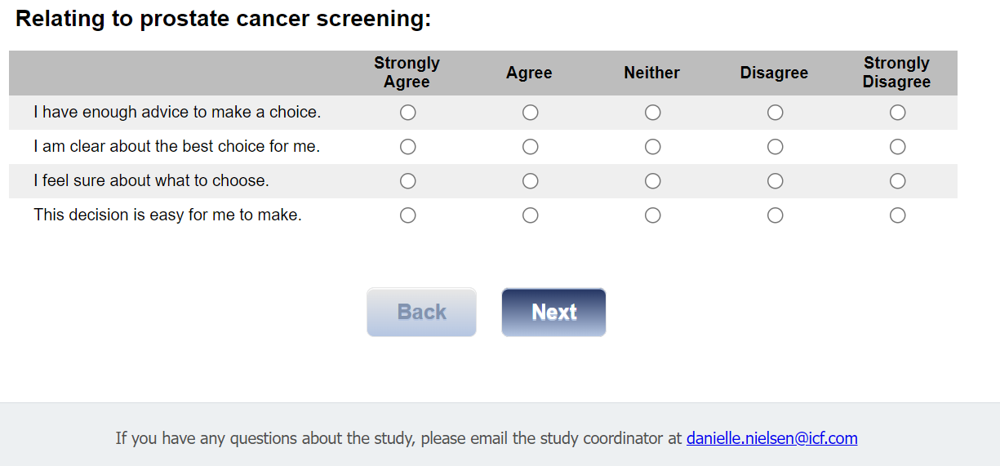 Relating to prostate cancer screening:
Strongly Agree Agree Neither Disagree Strongly Disagree
I have enough advice to make a choice.
I am clear about the best choice for me.
I feel sure about what to choose.
This decision is easy for me to make.
Back Next
If you have any questions about the study, please email the study coordinator at danielle.nielsen@icf.com